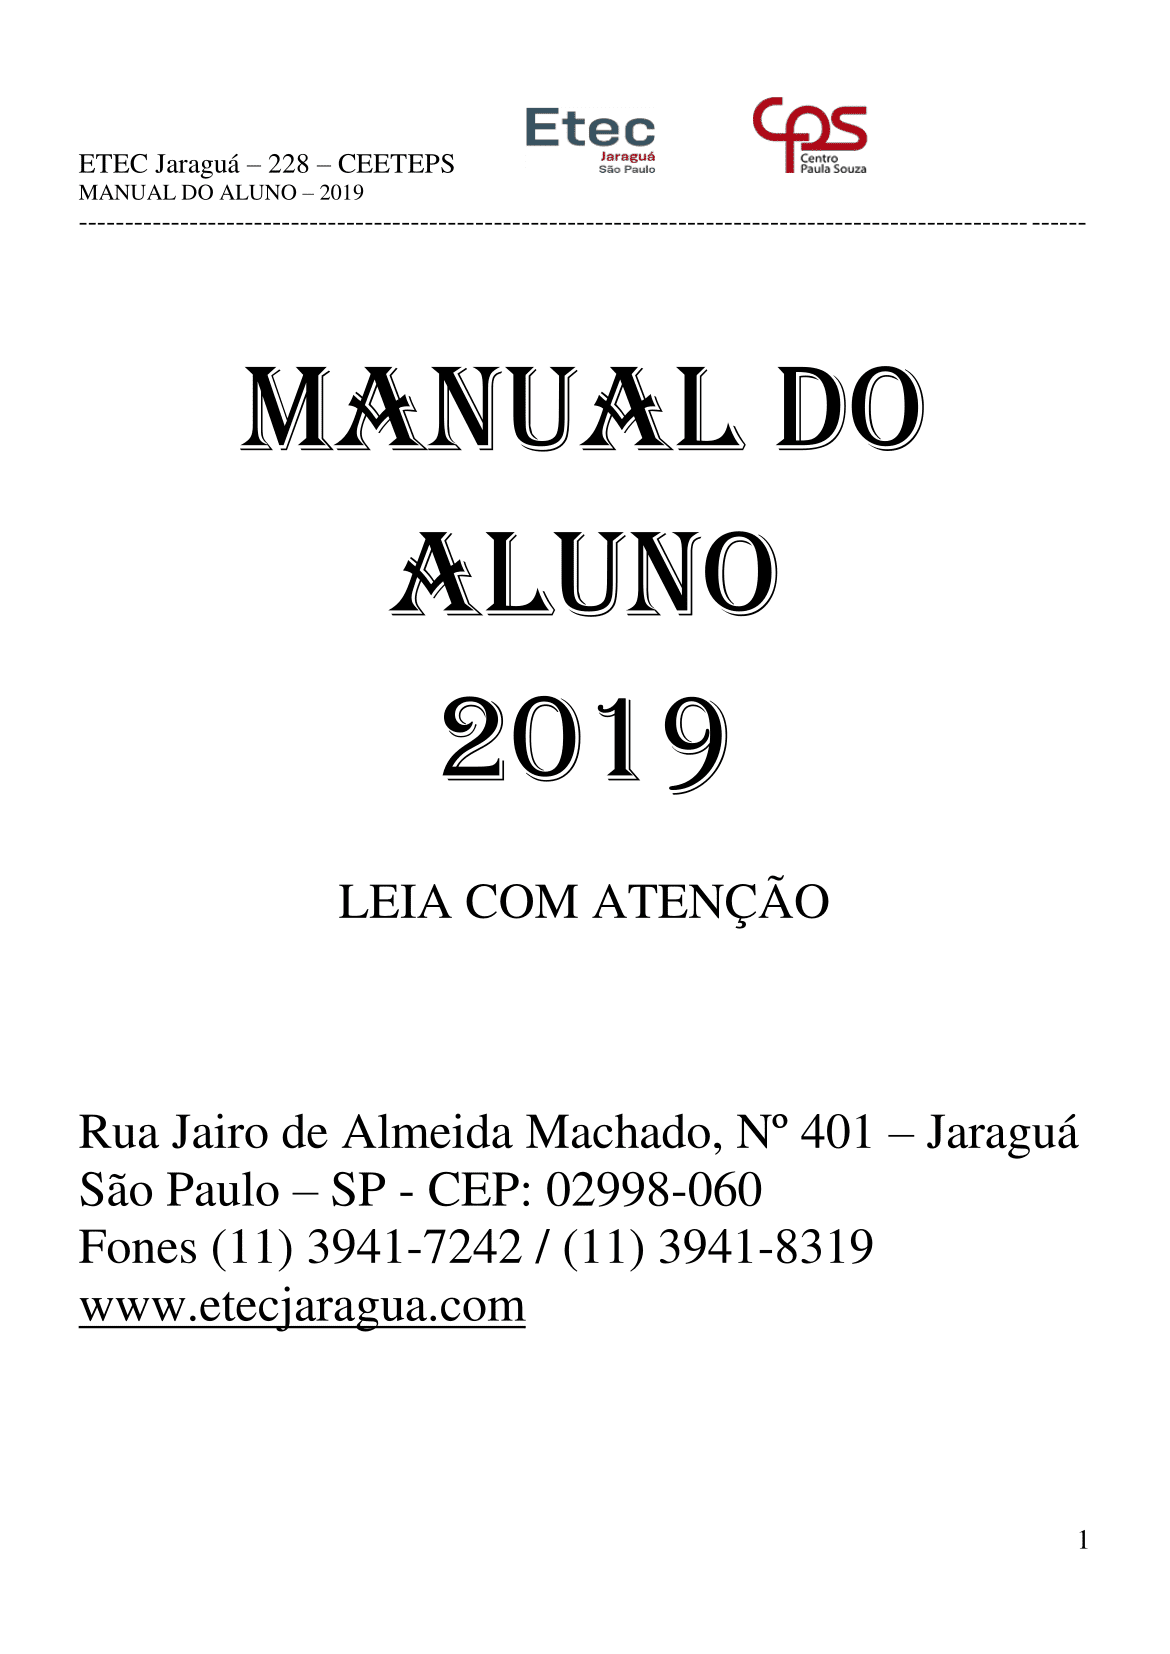 Etec
Jaraguá
São Paulo
CPS
Centro
Paula Souza
ETEC Jaraguá – 228 – CEETEPS
MANUAL DO ALUNO – 2019
------------------------------------------------------------------------------------------------------- ------
MANUAL DO
ALUNO
2019
LEIA COM ATENÇÃO
Rua Jairo de Almeida Machado, Nº 401 – Jaraguá
São Paulo – SP - CEP: 02998-060
Fones (11) 3941-7242 / (11) 3941-8319
www.etecjaragua.com
1